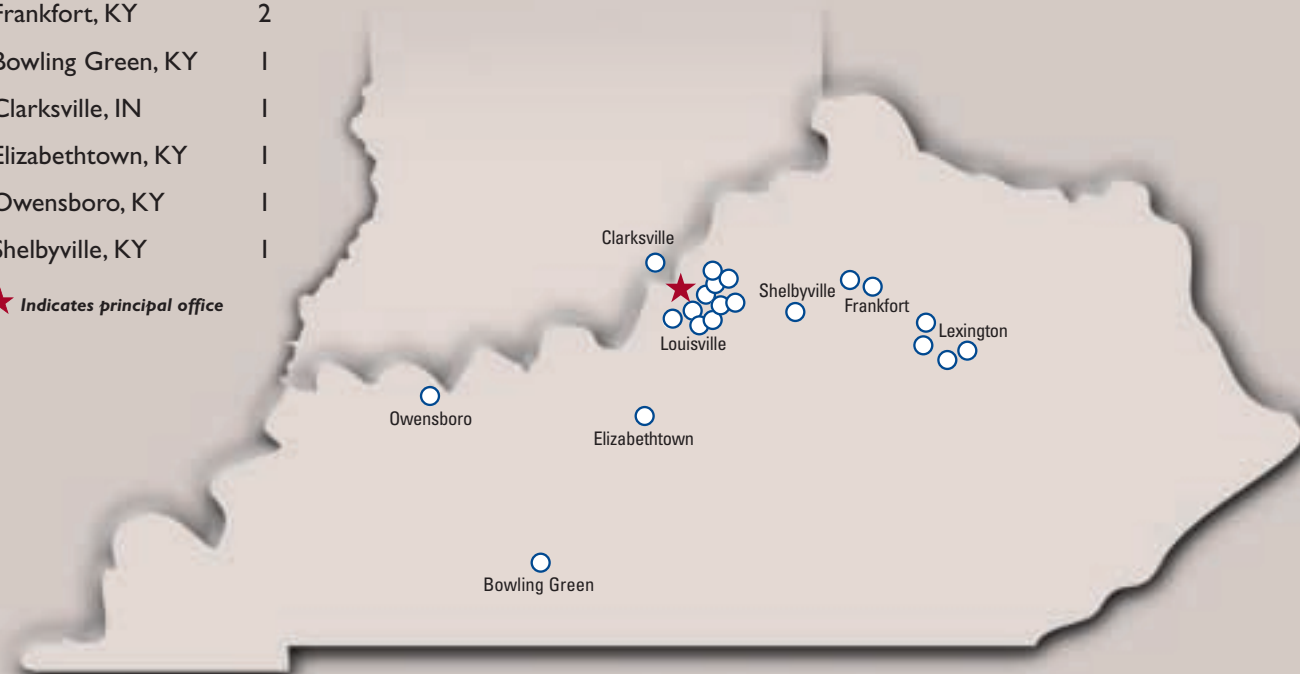 Frankfort, KY 2
Bowling Green, KY 1
Clarksville, IN 1
Elizabethtown, KY 1
Owensboro, KY 1
Shelbyville, KY 1
Indicates principal office
Clarksville
Shelbyville
Frankfort
Louisville
Lexington
Owensboro
Elizabethtown
Bowling Green